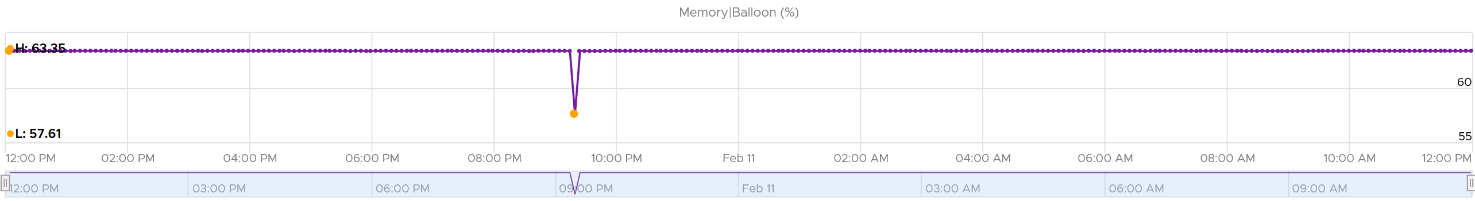 Memory|Balloon (%)
H: 63.35
60
L: 57.61
55
12:00 PM 02:00 PM 04:00 PM 06:00 PM 08:00 PM 10:00 PM Feb 11 02:00 AM 04:00 AM 06:00 AM 08:00 AM 10:00 AM 12:00 PM
12:00 PM 03:00 PM 06:00 PM 09:00 PM Feb 11 03:00 AM 06:00 AM 09:00 AM